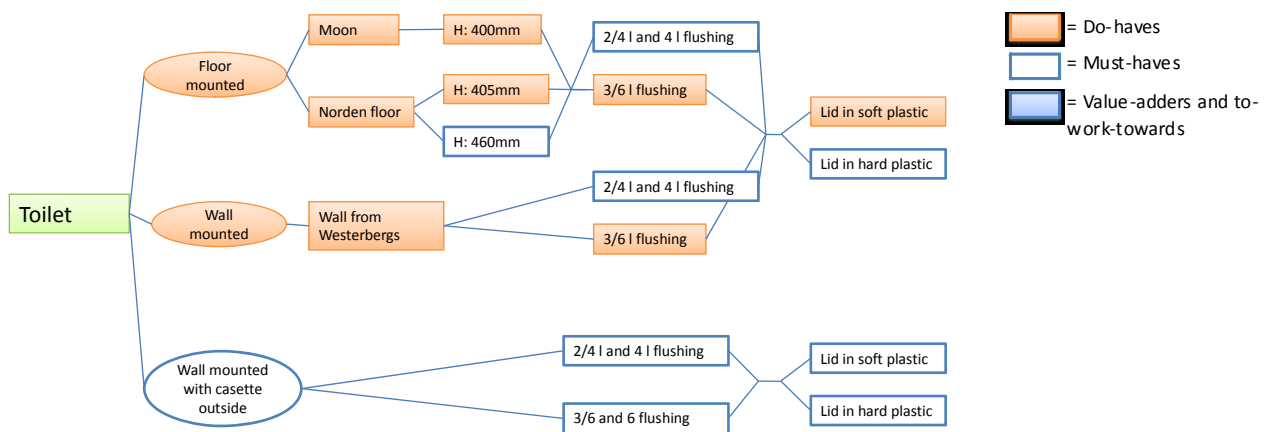 Toilet
Floor
mounted
Moon
H: 400mm
Norden floor
H: 405mm
H: 460mm
2/4 l and 4 l flushing
3/6 l flushing
Lid in soft plastic
Lid in hard plastic
Wall
mounted
Wall from
Westerbergs
2/4 l and 4 l flushing
3/6 l flushing
Wall mounted
with casette
outside
2/4 l and 4 l flushing
3/6 and 6 flushing
Lid in soft plastic
Lid in hard plastic
= Do-haves
= Must-haves
= Value-adders and to-
work-towards